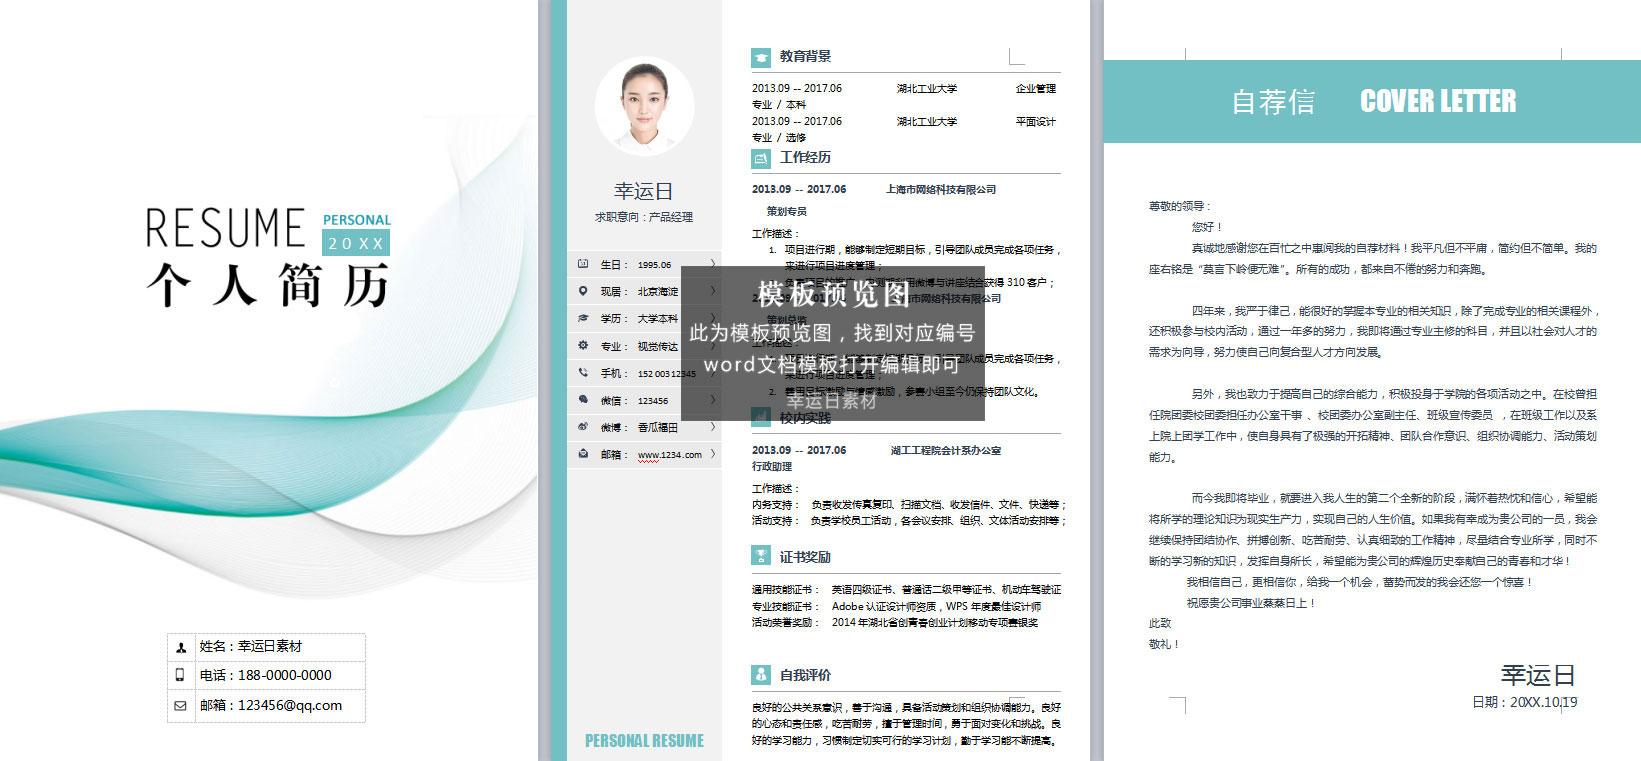 RESUME
PERSONAL
20XX
个人简历
姓名：幸运日素材
电话：188-0000-0000
邮箱：123456@qq.com
幸运日
求职意向：产品经理
生日： 1995.06
现居： 北京海淀
学历： 大学本科
专业： 视觉传达
手机： 152 003 12345
微信： 123456
微博： 香瓜福田
邮箱： www.1234.com
PERSONAL RESUME
教育背景
2013.09 -- 2017.06 湖北工业大学 企业管理
专业 / 本科
2013.09 -- 2017.06 湖北工业大学 平面设计
专业 / 选修
工作经历
2013.09 -- 2017.06 上海市网络科技有限公司
策划专员
工作描述：
1. 项目进行期，能够制定短期目标，引导团队成员完成各项任务，
来进行项目进度管理；
用微博与讲座结合获得 310 客户；
市网络科技有限公司
策划总监
队成员完成各项任务，
来进行项目进度管理；
2. 善用目标激励与情感激励，参赛小组至今仍保持团队文化。
模板预览图
此为模板预览图，找到对应编号
word文档模板打开编辑即可
幸运日素材
校内实践
2013.09 -- 2017.06 湖工工程院会计系办公室
行政助理
工作描述：
内务支持： 负责收发传真复印、扫描文档、收发信件、文件、快递等；
活动支持： 负责学校员工活动，各会议安排、组织、文体活动安排等；
证书奖励
通用技能证书： 英语四级证书、普通话二级甲等证书、机动车驾驶证
专业技能证书： Adobe 认证设计师资质，WPS 年度最佳设计师
活动荣誉奖励： 2014 年湖北省创青春创业计划移动专项赛银奖
自我评价
良好的公共关系意识，善于沟通，具备活动策划和组织协调能力。良好
的心态和责任感，吃苦耐劳，擅于管理时间，勇于面对变化和挑战。良
好的学习能力，习惯制定切实可行的学习计划，勤于学习能不断提高。
自荐信 COVER LETTER
尊敬的领导：
您好！
真诚地感谢您在百忙之中惠阅我的自荐材料！我平凡但不平庸，简约但不简单。我的
座右铭是“莫言下岭便无难”。所有的成功，都来自不倦的努力和奔跑。
四年来，我严于律己，能很好的掌握本专业的相关知识，除了完成专业的相关课程外，
还积极参与校内活动，通过一年多的努力，我即将通过专业主修的科目，并且以社会对人才的
需求为向导，努力使自己向复合型人才方向发展。
另外，我也致力于提高自己的综合能力，积极投身于学院的各项活动之中。在校曾担
任院团委校团委担任办公室干事 、校团委办公室副主任、班级宣传委员 ，在班级工作以及系
上院上团学工作中，使自身具有了极强的开拓精神、团队合作意识、组织协调能力、活动策划
能力。
而今我即将毕业，就要进入我人生的第二个全新的阶段，满怀着热忱和信心，希望能
将所学的理论知识为现实生产力，实现自己的人生价值。如果我有幸成为贵公司的一员，我会
继续保持团结协作、拼搏创新、吃苦耐劳、认真细致的工作精神，尽量结合专业所学，同时不
断的学习新的知识，发挥自身所长，希望能为贵公司的辉煌历史奉献自己的青春和才华！
我相信自己，更相信你，给我一个机会，蓄势而发的我会还您一个惊喜！
祝愿贵公司事业蒸蒸日上！
此致
敬礼！
幸运日
日期：20XX.10.19